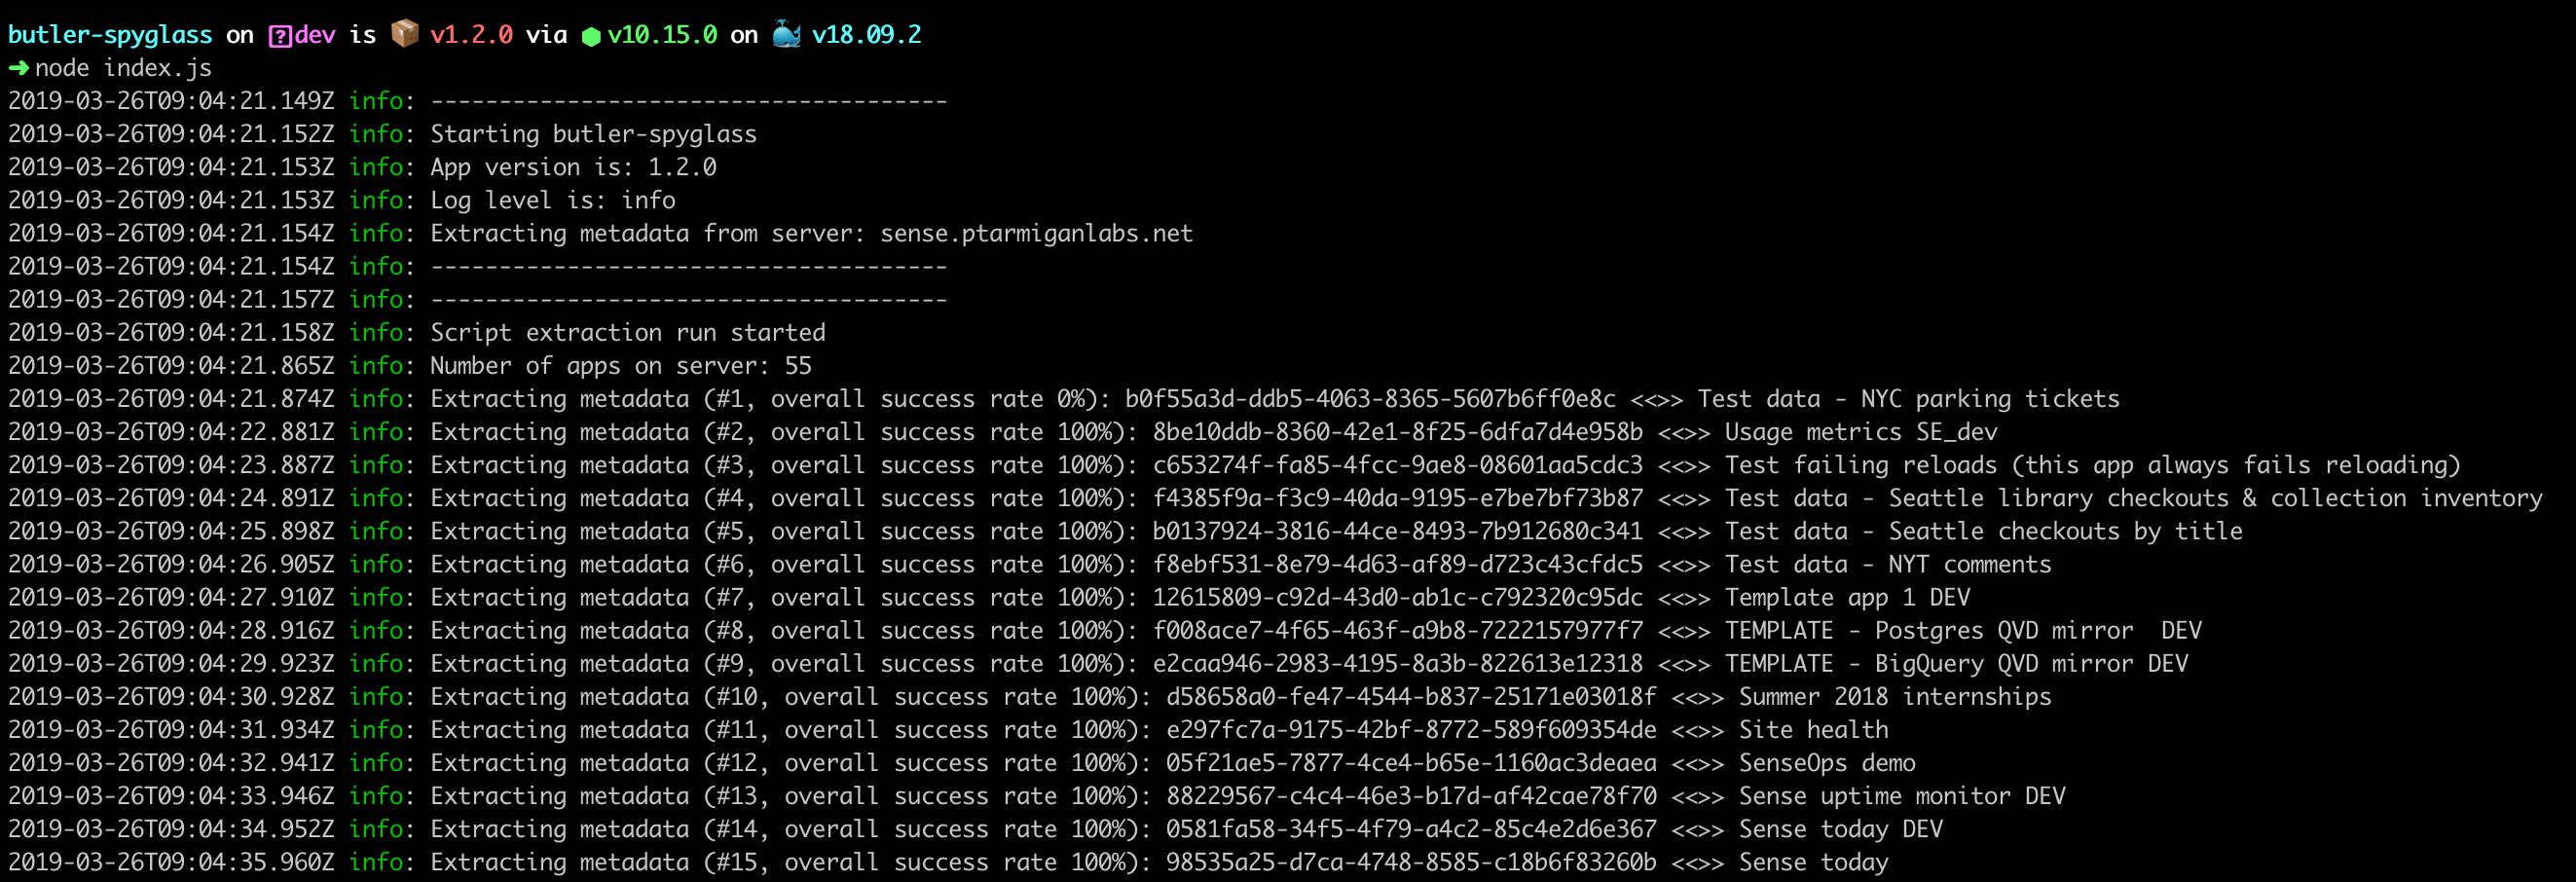 butler-spyglass on dev is 📦 v1.2.0 via ⬢ v10.15.0 on 🐳 v18.09.2
➜ node index.js
2019-03-26T09:04:21.149Z info: --------------------------------------
2019-03-26T09:04:21.152Z info: Starting butler-spyglass
2019-03-26T09:04:21.153Z info: App version is: 1.2.0
2019-03-26T09:04:21.153Z info: Log level is: info
2019-03-26T09:04:21.154Z info: Extracting metadata from server: sense.ptarmiganlabs.net
2019-03-26T09:04:21.154Z info: --------------------------------------
2019-03-26T09:04:21.157Z info: --------------------------------------
2019-03-26T09:04:21.158Z info: Script extraction run started
2019-03-26T09:04:21.865Z info: Number of apps on server: 55
2019-03-26T09:04:21.874Z info: Extracting metadata (#1, overall success rate 0%): b0f55a3d-ddb5-4063-8365-5607b6ff0e8c <<>> Test data - NYC parking tickets
2019-03-26T09:04:22.881Z info: Extracting metadata (#2, overall success rate 100%): 8be10ddb-8360-42e1-8f25-6dfa7d4e958b <<>> Usage metrics SE_dev
2019-03-26T09:04:23.887Z info: Extracting metadata (#3, overall success rate 100%): c653274f-fa85-4fcc-9ae8-08601aa5cdc3 <<>> Test failing reloads (this app always fails reloading)
2019-03-26T09:04:24.891Z info: Extracting metadata (#4, overall success rate 100%): f4385f9a-f3c9-40da-9195-e7be7bf73b87 <<>> Test data - Seattle library checkouts & collection inventory
2019-03-26T09:04:25.898Z info: Extracting metadata (#5, overall success rate 100%): b0137924-3816-44ce-8493-7b912680c341 <<>> Test data - Seattle checkouts by title
2019-03-26T09:04:26.905Z info: Extracting metadata (#6, overall success rate 100%): f8ebf531-8e79-4d63-af89-d723c43cfdc5 <<>> Test data - NYT comments
2019-03-26T09:04:27.910Z info: Extracting metadata (#7, overall success rate 100%): 12615809-c92d-43d0-ab1c-c792320c95dc <<>> Template app 1 DEV
2019-03-26T09:04:28.916Z info: Extracting metadata (#8, overall success rate 100%): f008ace7-4f65-463f-a9b8-7222157977f7 <<>> TEMPLATE - Postgres QVD mirror  DEV
2019-03-26T09:04:29.923Z info: Extracting metadata (#9, overall success rate 100%): e2caa946-2983-4195-8a3b-822613e12318 <<>> TEMPLATE - BigQuery QVD mirror DEV
2019-03-26T09:04:30.928Z info: Extracting metadata (#10, overall success rate 100%): d58658a0-fe47-4544-b837-25171e03018f <<>> Summer 2018 internships
2019-03-26T09:04:31.934Z info: Extracting metadata (#11, overall success rate 100%): e297fc7a-9175-42bf-8772-589f609354de <<>> Site health
2019-03-26T09:04:32.941Z info: Extracting metadata (#12, overall success rate 100%): 05f21ae5-7877-4ce4-b65e-1160ac3deaea <<>> SenseOps demo
2019-03-26T09:04:33.946Z info: Extracting metadata (#13, overall success rate 100%): 88229567-c4c4-46e3-b17d-af42cae78f70 <<>> Sense uptime monitor DEV
2019-03-26T09:04:34.952Z info: Extracting metadata (#14, overall success rate 100%): 0581fa58-34f5-4f79-a4c2-85c4e2d6e367 <<>> Sense today DEV
2019-03-26T09:04:35.960Z info: Extracting metadata (#15, overall success rate 100%): 98535a25-d7ca-4748-8585-c18b6f83260b <<>> Sense today